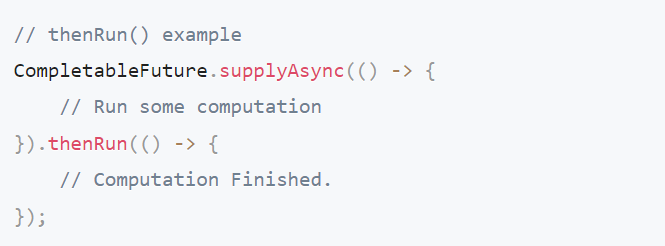 // thenRun() example
CompletableFuture.supplyAsync(() -> {
    // Run some computation
}).thenRun(() -> {
    // Computation Finished.
});